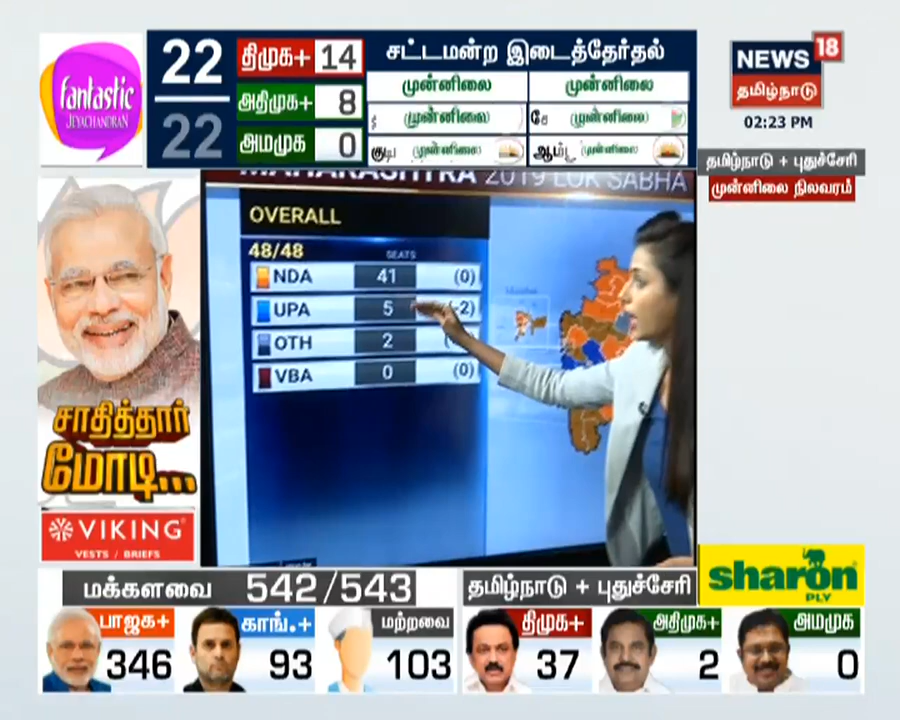 fantastic
JEYACHANDRAN
22
22
திமுக+ 14
அதிமுக+ 8
அமமுக 0
சட்டமன்ற இடைத்தேர்தல்
முன்னிலை முன்னிலை
முன்னிலை முன்னிலை
முன்னிலை முன்னிலை
NEWS 18
தமிழ்நாடு
02:23 PM
தமிழ்நாடு + புதுச்சேரி
முன்னிலை நிலவரம்
MAHARASHTRA 2019 LOK SABHA
OVERALL
48/48 SEATS
NDA 41 (0)
UPA 5
OTH 2
VBA 0 (0)
சாதித்தார்
மோடி...
VIKING
VESTS / BRIEFS
மக்களவை 542/543
பாஜக+ 346
காங்.+ 93
மற்றவை 103
தமிழ்நாடு + புதுச்சேரி
திமுக+ 37
அதிமுக+ 2
அமமுக 0
sharon
PLY